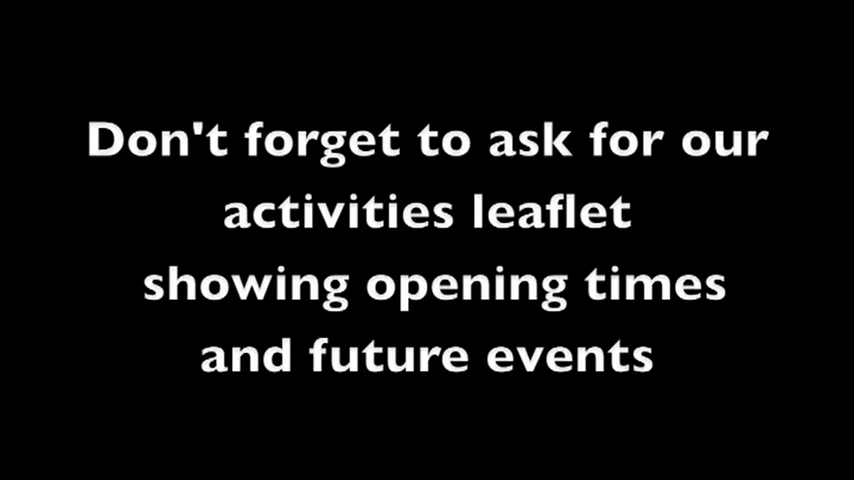 Don't forget to ask for our
activities leaflet
showing opening times
and future events